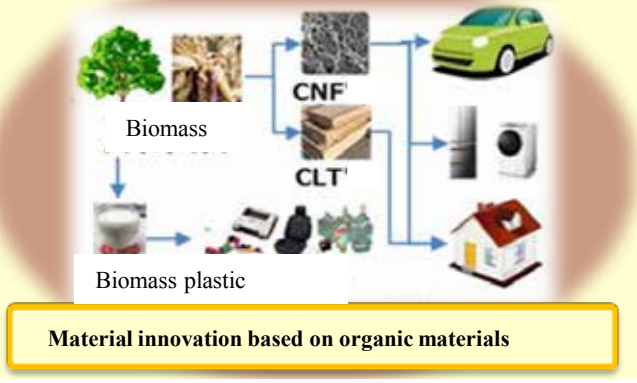 CNF
Biomass
CLT
Biomass plastic
Material innovation based on organic materials